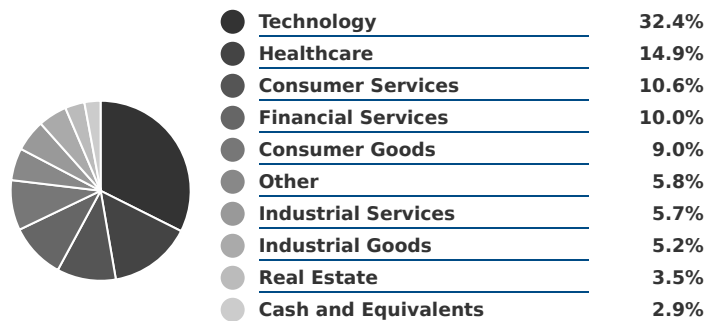 Technology 32.4%
Healthcare 14.9%
Consumer Services 10.6%
Financial Services 10.0%
Consumer Goods 9.0%
Other 5.8%
Industrial Services 5.7%
Industrial Goods 5.2%
Real Estate 3.5%
Cash and Equivalents 2.9%